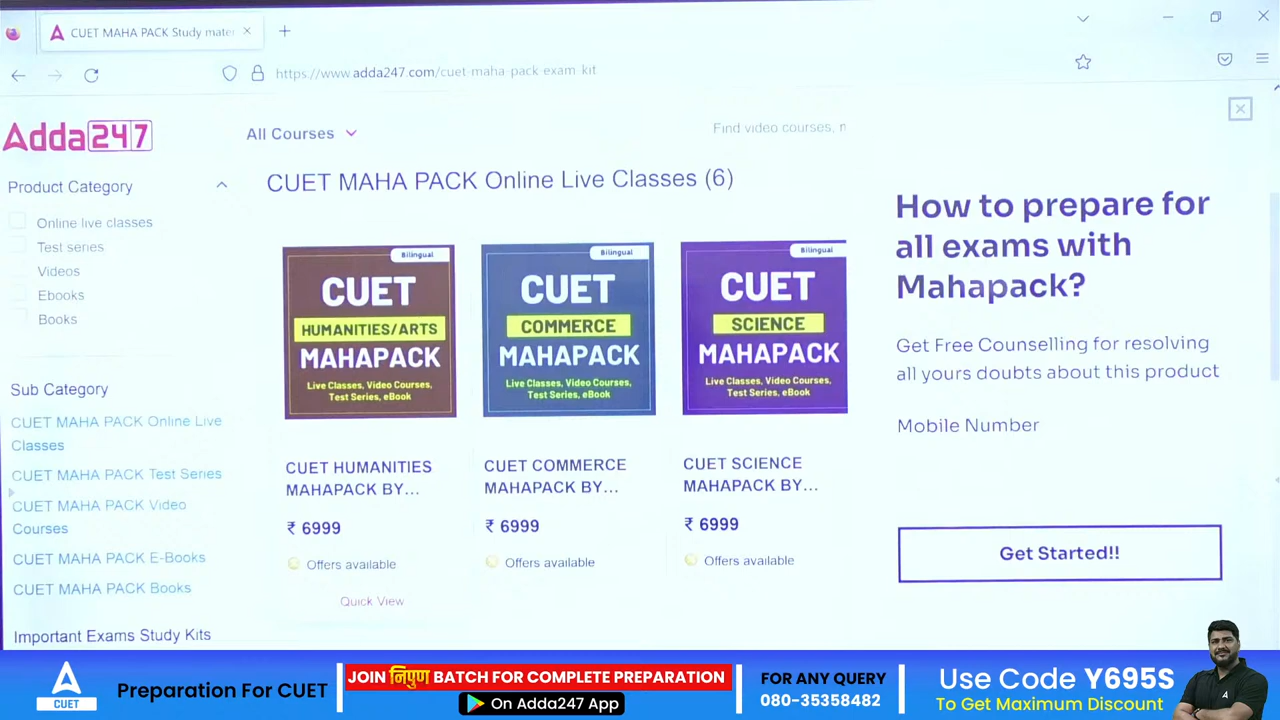 CUET MAHA PACK Study mater
https://www.adda247.com/cuet-maha-pack-exam-kit
Adda247
All Courses
Find video courses, m
Product Category
Online live classes
Test series
Videos
Ebooks
Books
Sub Category
CUET MAHA PACK Online Live
Classes
CUET MAHA PACK Test Series
CUET MAHA PACK Video
Courses
CUET MAHA PACK E-Books
CUET MAHA PACK Books
Important Exams Study Kits
CUET MAHA PACK Online Live Classes (6)
Bilingual
CUET
HUMANITIES/ARTS
MAHAPACK
Live Classes, Video Courses,
Test Series, eBook
CUET HUMANITIES
MAHAPACK BY...
₹ 6999
Offers available
Quick View
Bilingual
CUET
COMMERCE
MAHAPACK
Live Classes, Video Courses,
Test Series, eBook
CUET COMMERCE
MAHAPACK BY...
₹ 6999
Offers available
Bilingual
CUET
SCIENCE
MAHAPACK
Live Classes, Video Courses,
Test Series, eBook
CUET SCIENCE
MAHAPACK BY...
₹ 6999
Offers available
How to prepare for
all exams with
Mahapack?
Get Free Counselling for resolving
all yours doubts about this product
Mobile Number
Get Started!!
CUET
Preparation For CUET
JOIN निपुण BATCH FOR COMPLETE PREPARATION
On Adda247 App
FOR ANY QUERY
080-35358482
Use Code Y695S
To Get Maximum Discount